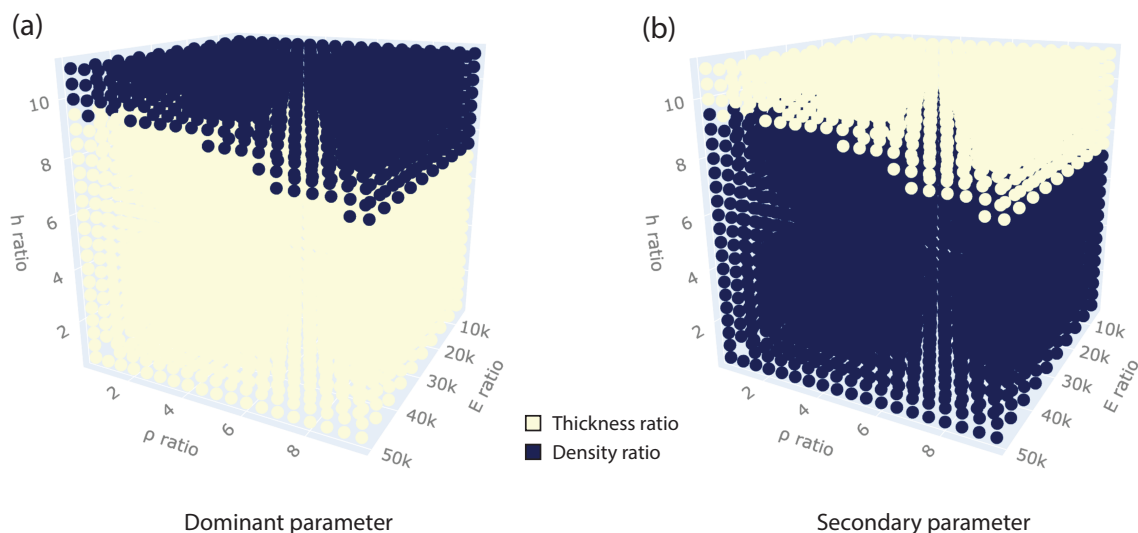 (a)
10
8
6
4
2
h ratio
2
4
6
8
ρ ratio
10k
20k
30k
40k
50k
E ratio
Dominant parameter
Thickness ratio
Density ratio
(b)
10
8
6
4
2
h ratio
2
4
6
8
ρ ratio
10k
20k
30k
40k
50k
E ratio
Secondary parameter